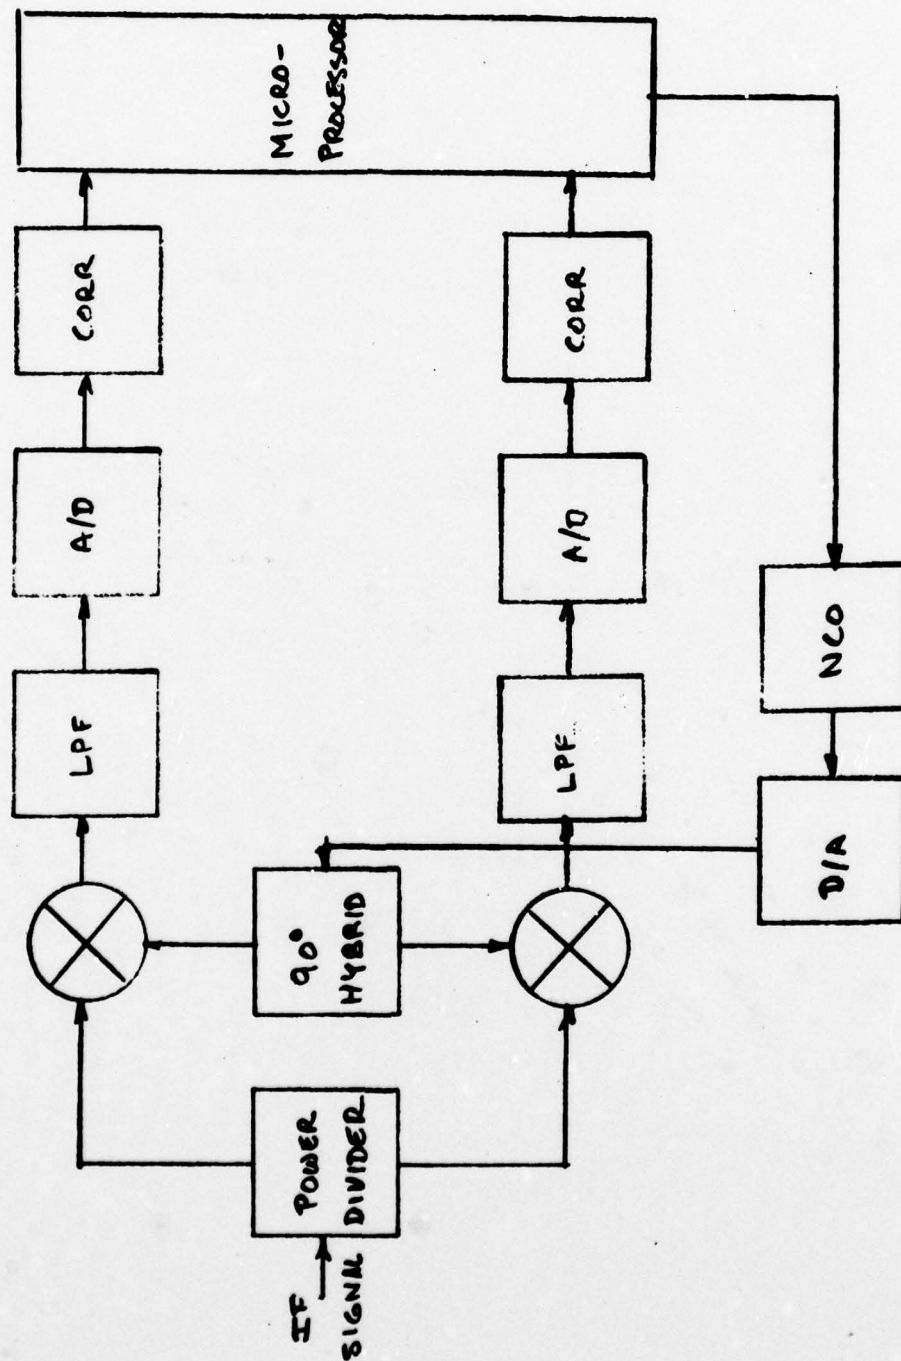 IF
SIGNAL
POWER
DIVIDER
90°
HYBRID
LPF
A/D
CORR
LPF
A/D
CORR
MICRO-
PROCESSOR
NCO
D/A